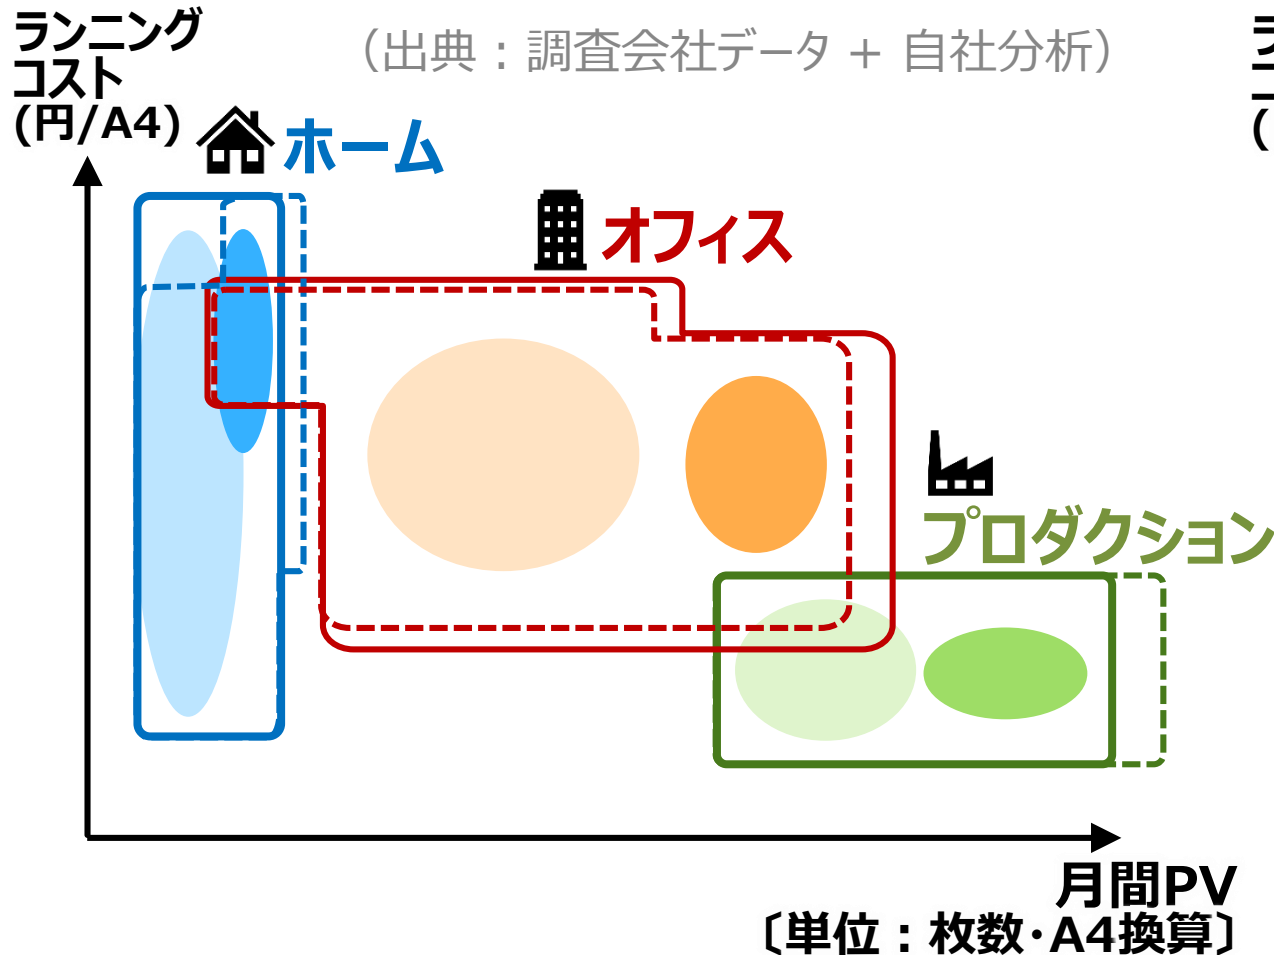 ランニング
コスト
(円/A4)
（出典：調査会社データ + 自社分析）
ホーム
オフィス
プロダクション
月間PV
〔単位：枚数･A4換算〕